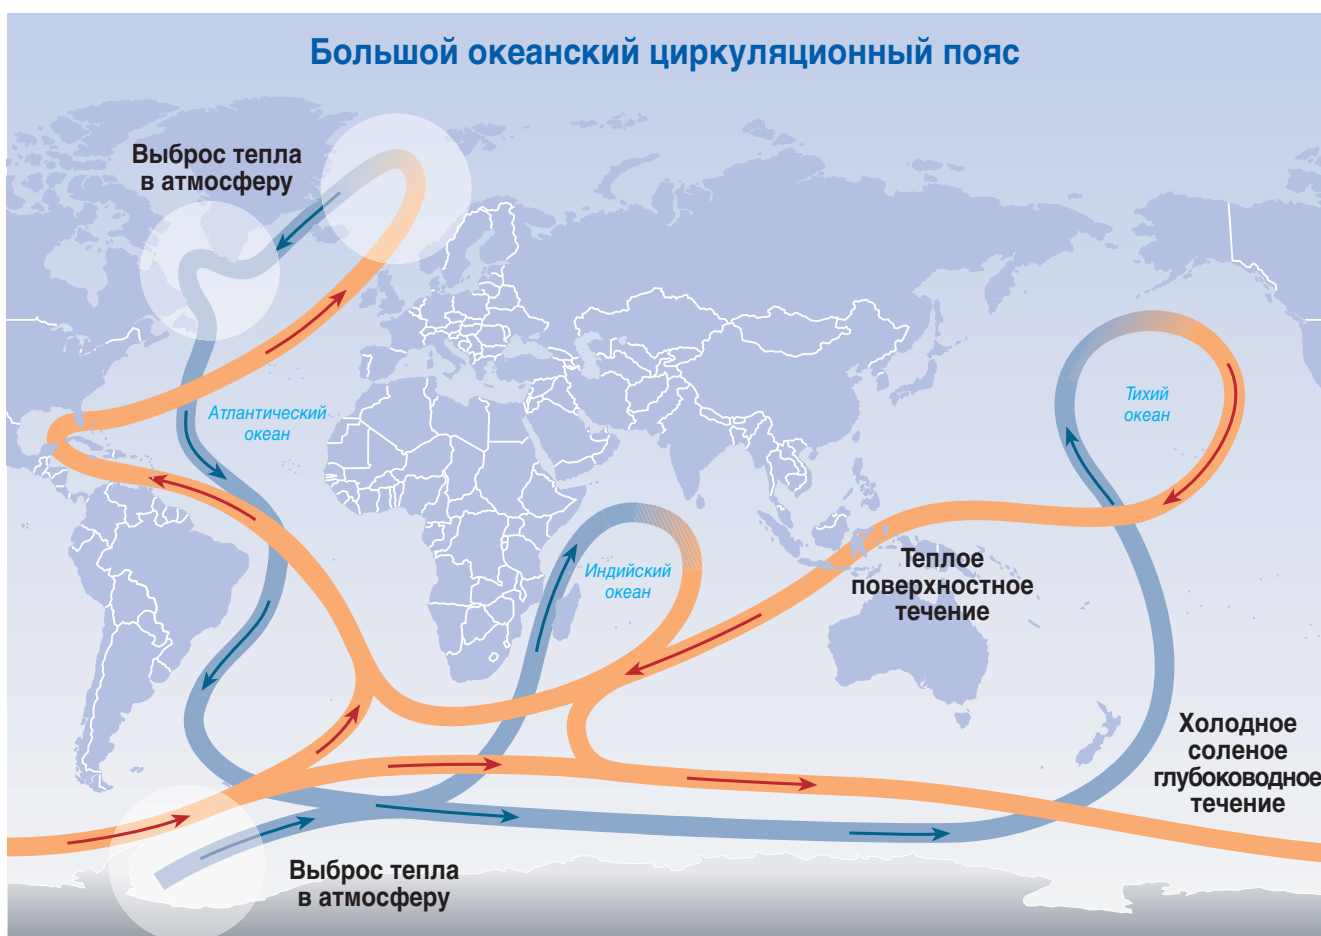 Большой океанский циркуляционный пояс
Выброс тепла
в атмосферу
Атлантический
океан
Тихий
океан
Индийский
океан
Теплое
поверхностное
течение
Холодное
соленое
глубоководное
течение
Выброс тепла
в атмосферу